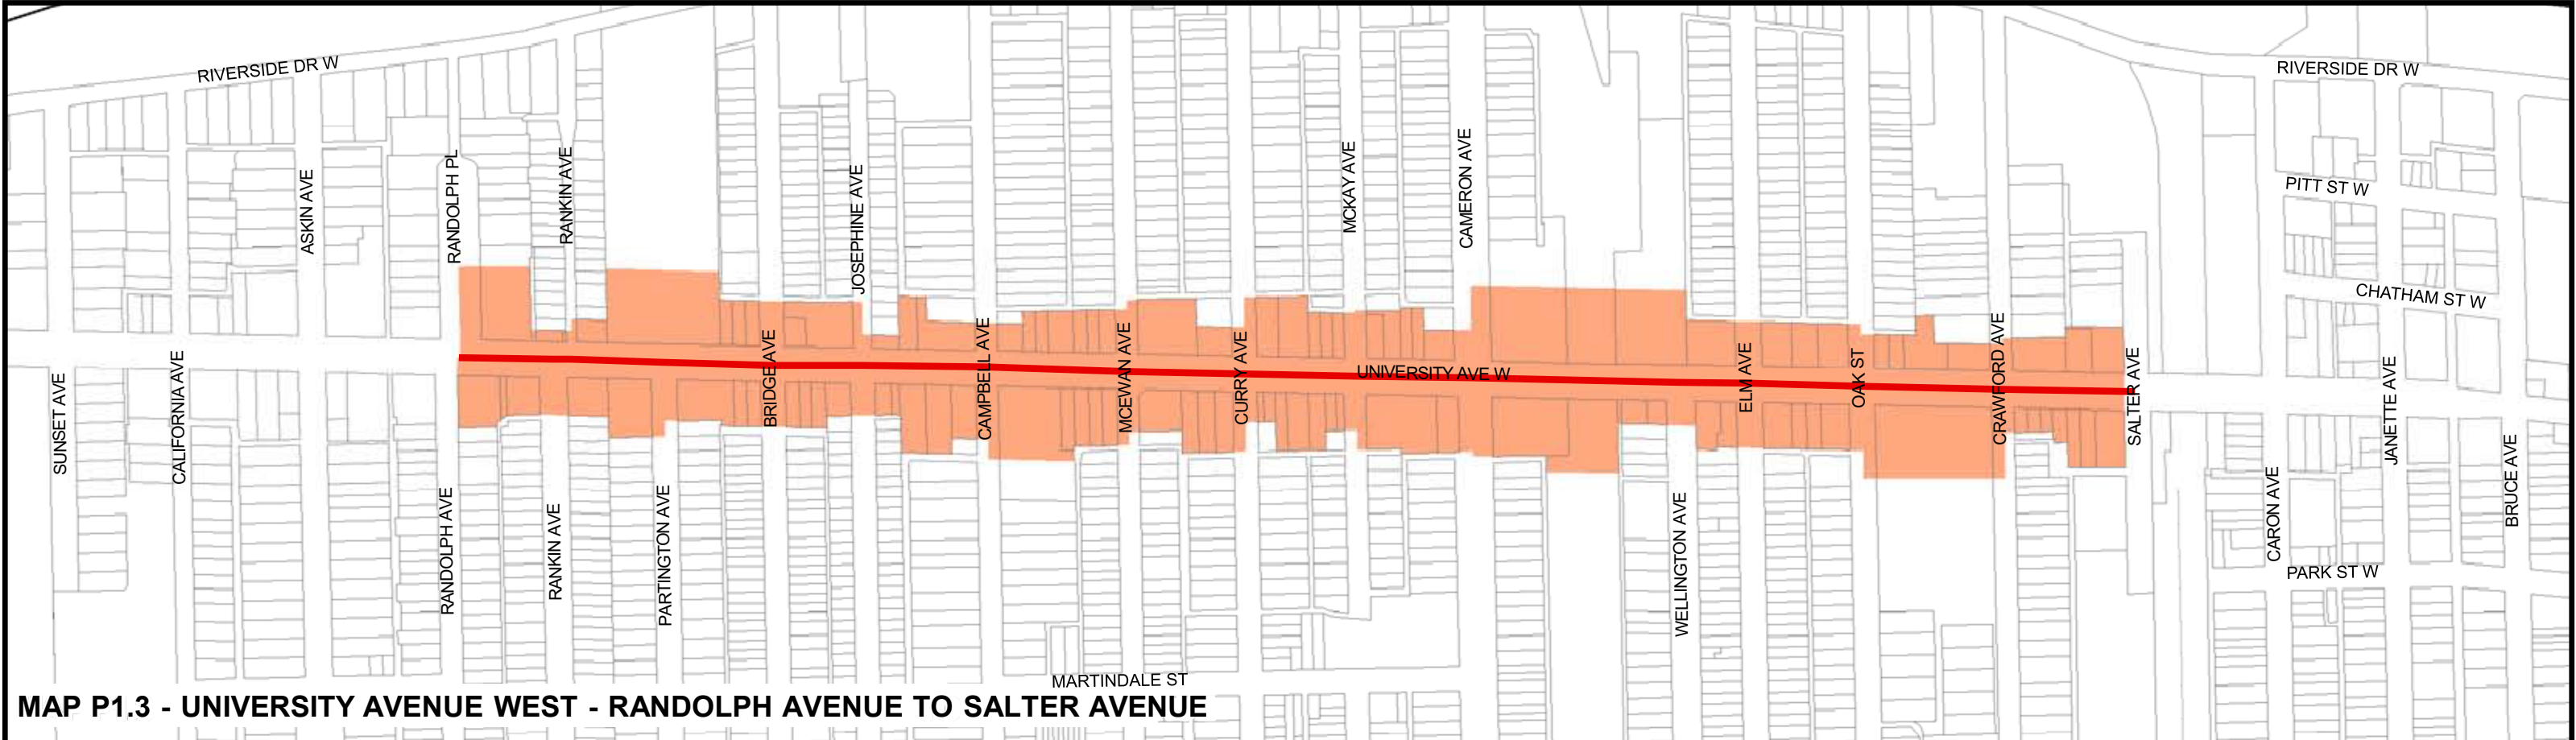 RIVERSIDE DR W
RIVERSIDE DR W
ASKIN AVE
RANDOLPH PL
RANKIN AVE
JOSEPHINE AVE
MCKAY AVE
CAMERON AVE
PITT ST W
CHATHAM ST W
SUNSET AVE
CALIFORNIA AVE
BRIDGE AVE
CAMPBELL AVE
MCEWAN AVE
CURRY AVE
UNIVERSITY AVE W
ELM AVE
OAK ST
CRAWFORD AVE
SALTER AVE
JANETTE AVE
BRUCE AVE
RANDOLPH AVE
RANKIN AVE
PARTINGTON AVE
WELLINGTON AVE
CARON AVE
PARK ST W
MARTINDALE ST
MAP P1.3 - UNIVERSITY AVENUE WEST - RANDOLPH AVENUE TO SALTER AVENUE